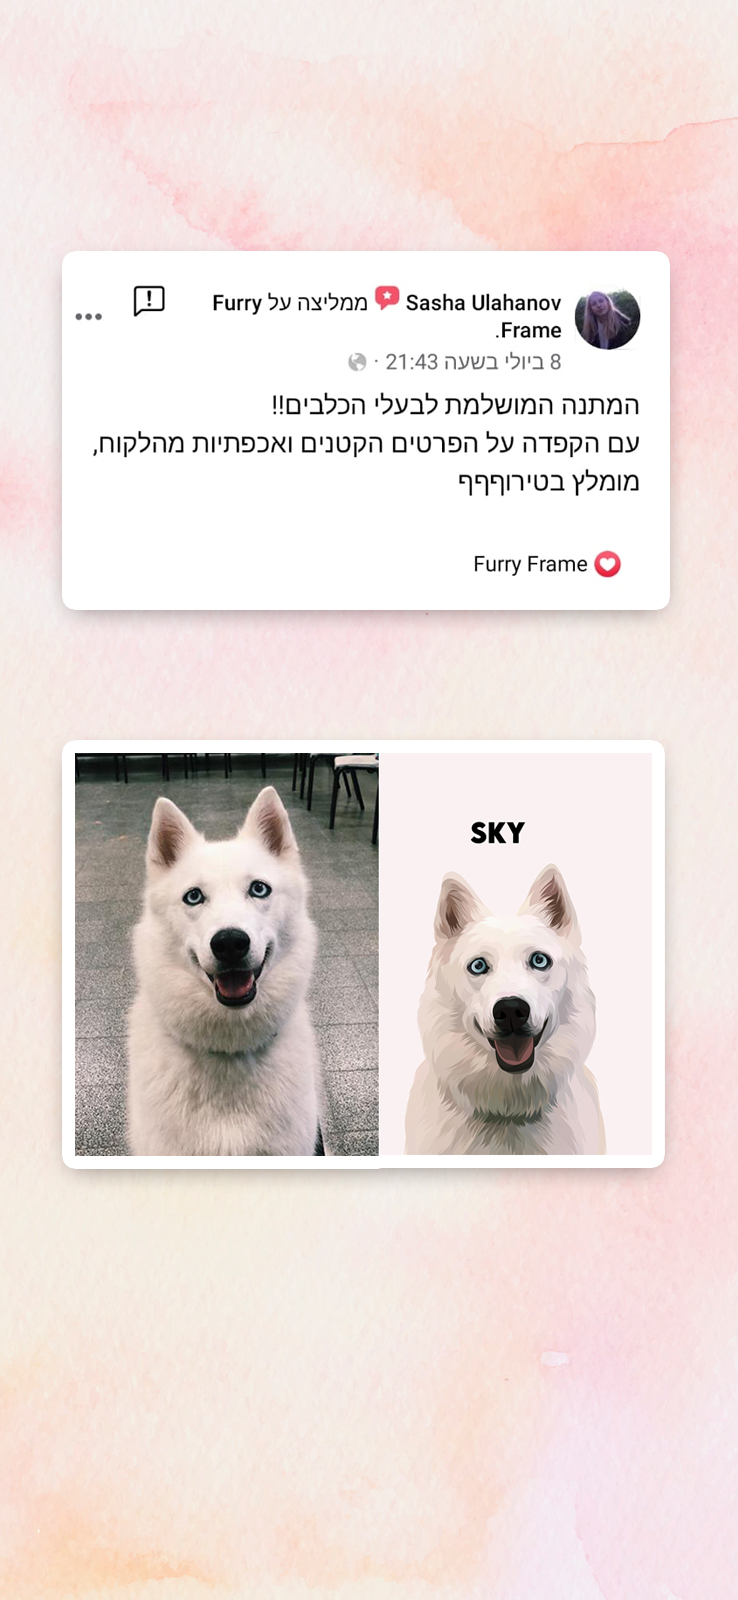 Sasha Ulahanov ממליצה על Furry
Frame.
8 ביולי בשעה 21:43 ·
המתנה המושלמת לבעלי הכלבים!!
עם הקפדה על הפרטים הקטנים ואכפתיות מהלקוח,
מומלץ בטירוףףף
Furry Frame
SKY